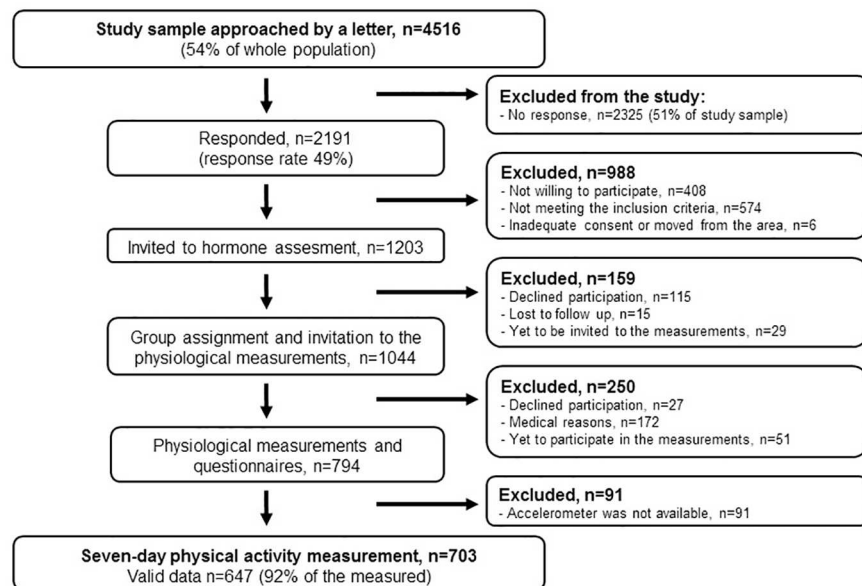 Study sample approached by a letter, n=4516
(54% of whole population)
Excluded from the study:
- No response, n=2325 (51% of study sample)
Responded, n=2191
(response rate 49%)
Excluded, n=988
- Not willing to participate, n=408
- Not meeting the inclusion criteria, n=574
- Inadequate consent or moved from the area, n=6
Invited to hormone assesment, n=1203
Excluded, n=159
- Declined participation, n=115
- Lost to follow up, n=15
- Yet to be invited to the measurements, n=29
Group assignment and invitation to the
physiological measurements, n=1044
Excluded, n=250
- Declined participation, n=27
- Medical reasons, n=172
- Yet to participate in the measurements, n=51
Physiological measurements and
questionnaires, n=794
Excluded, n=91
- Accelerometer was not available, n=91
Seven-day physical activity measurement, n=703
Valid data n=647 (92% of the measured)